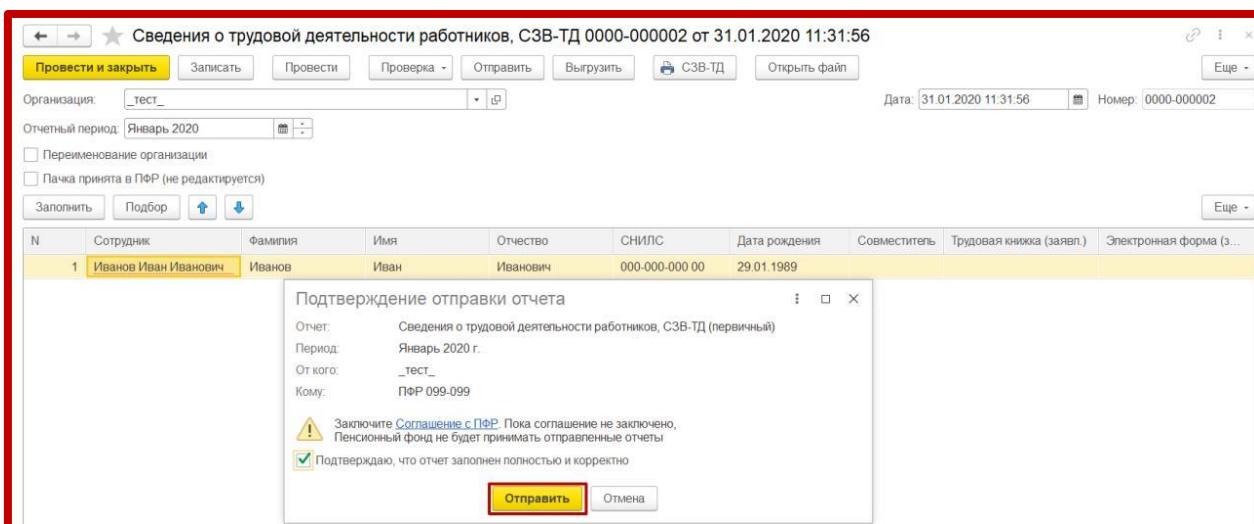 Сведения о трудовой деятельности работников, СЗВ-ТД 0000-000002 от 31.01.2020 11:31:56
Провести и закрыть Записать Провести Проверка Отправить Выгрузить СЗВ-ТД Открыть файл Еще
Организация: _тест_ Дата: 31.01.2020 11:31:56 Номер: 0000-000002
Отчетный период: Январь 2020
Переименование организации
Пачка принята в ПФР (не редактируется)
Заполнить Подбор Еще
N Сотрудник Фамилия Имя Отчество СНИЛС Дата рождения Совместитель Трудовая книжка (заявл.) Электронная форма (з...
1 Иванов Иван Иванович Иванов Иван Иванович 000-000-000 00 29.01.1989
Подтверждение отправки отчета
Отчет: Сведения о трудовой деятельности работников, СЗВ-ТД (первичный)
Период: Январь 2020 г.
От кого: _тест_
Кому: ПФР 099-099
Заключите Соглашение с ПФР. Пока соглашение не заключено,
Пенсионный фонд не будет принимать отправленные отчеты
Подтверждаю, что отчет заполнен полностью и корректно
Отправить Отмена